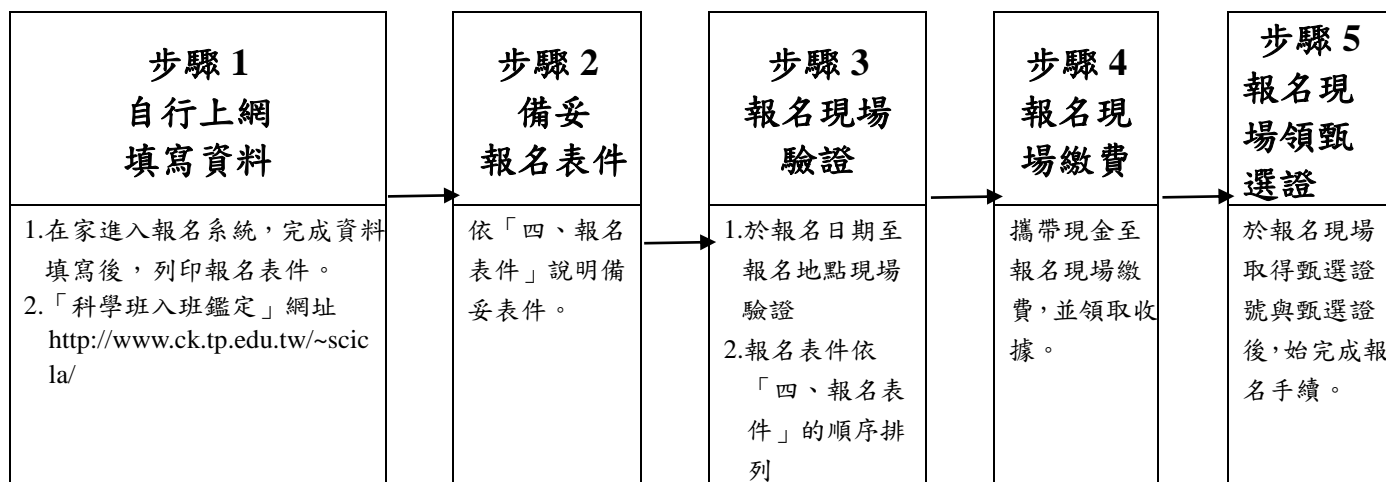 步驟 1
自行上網
填寫資料
1.在家進入報名系統，完成資料
填寫後，列印報名表件。
2.「科學班入班鑑定」網址
http://www.ck.tp.edu.tw/~scic
la/
步驟 2
備妥
報名表件
依「四、報名
表件」說明備
妥表件。
步驟 3
報名現場
驗證
1.於報名日期至
報名地點現場
驗證
2.報名表件依
「四、報名表
件」的順序排
列
步驟 4
報名現
場繳費
攜帶現金至
報名現場繳
費，並領取收
據。
步驟 5
報名現
場領甄
選證
於報名現場
取得甄選證
號與甄選證
後，始完成報
名手續。